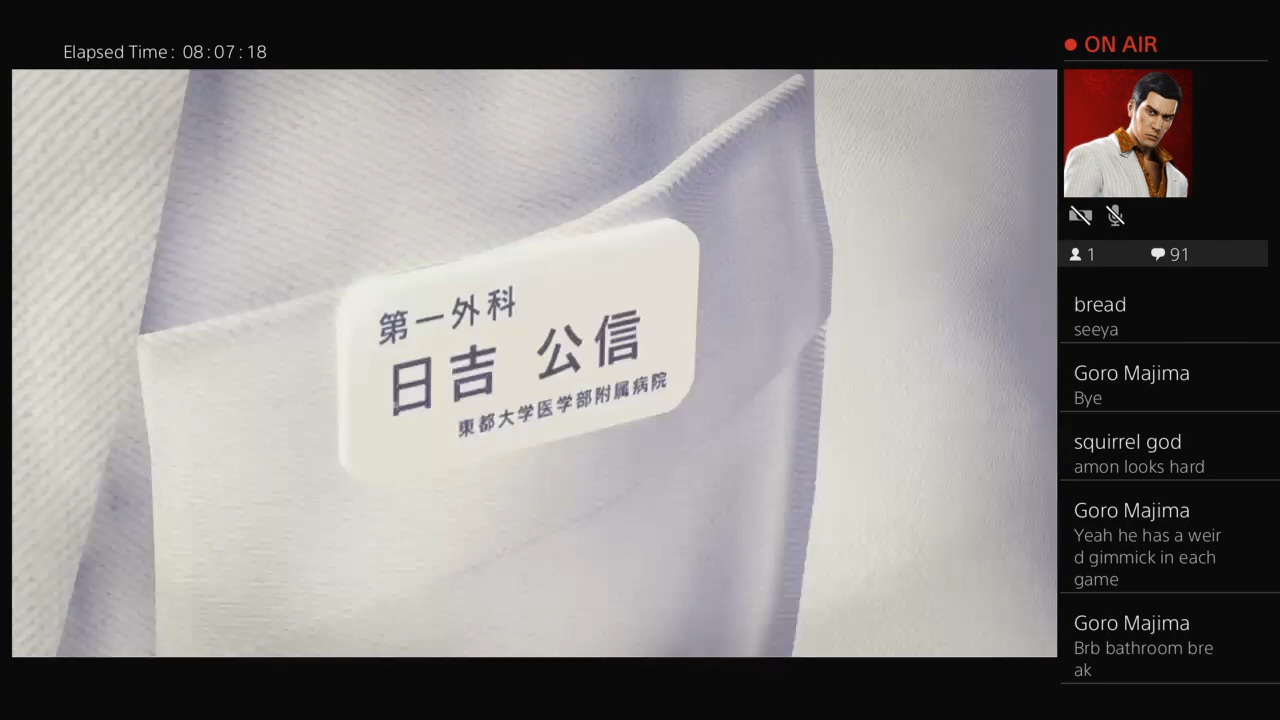 Elapsed Time: 08:07:18
ON AIR
第一外科
日吉 公信
東都大学医学部附属病院
1 91
bread
seeya
Goro Majima
Bye
squirrel god
amon looks hard
Goro Majima
Yeah he has a weir
d gimmick in each
game
Goro Majima
Brb bathroom bre
ak